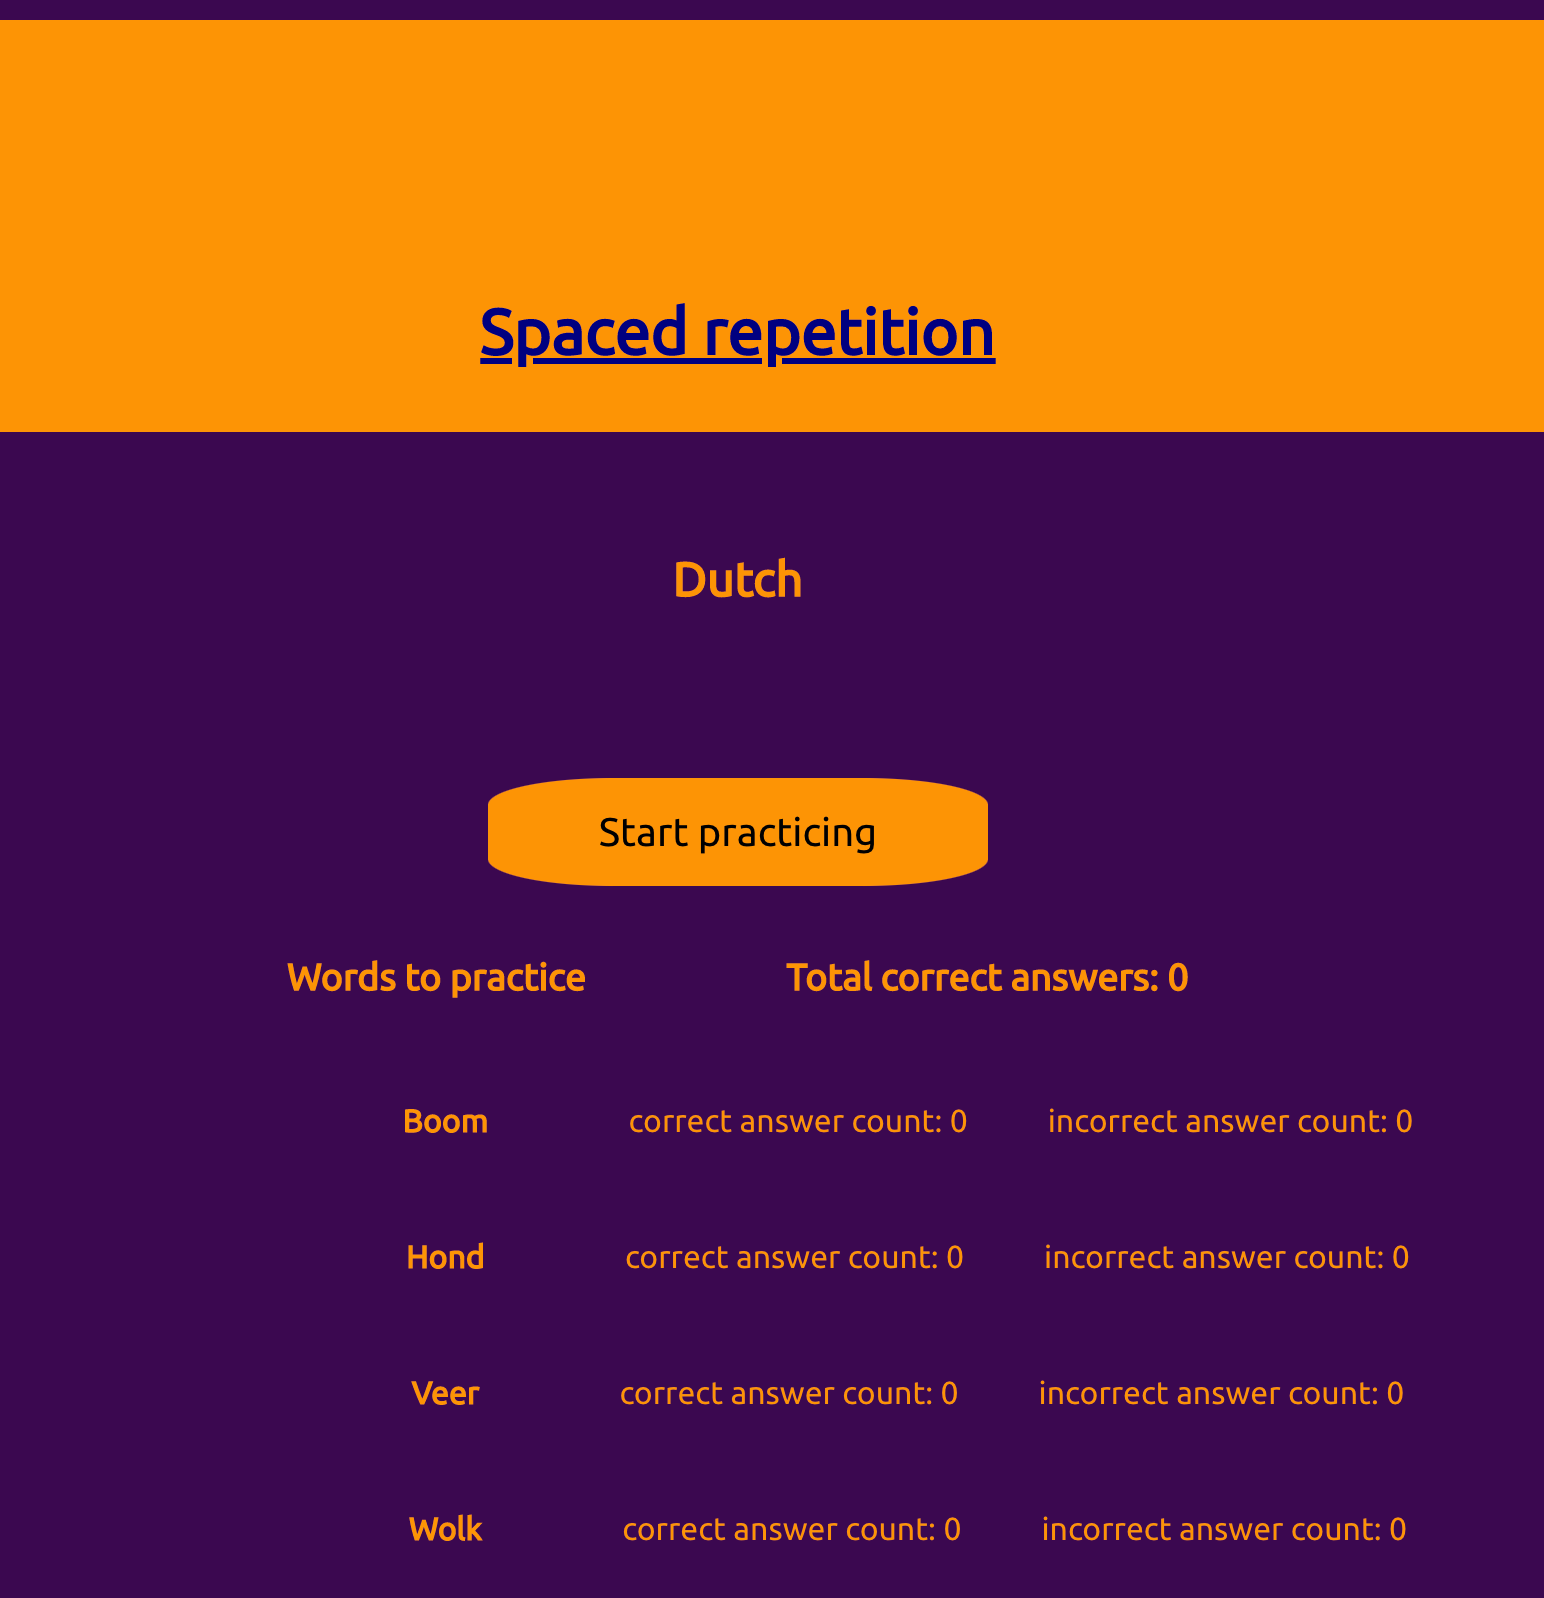 Spaced repetition
Dutch
Start practicing
Words to practice Total correct answers: 0
Boom correct answer count: 0 incorrect answer count: 0
Hond correct answer count: 0 incorrect answer count: 0
Veer correct answer count: 0 incorrect answer count: 0
Wolk correct answer count: 0 incorrect answer count: 0